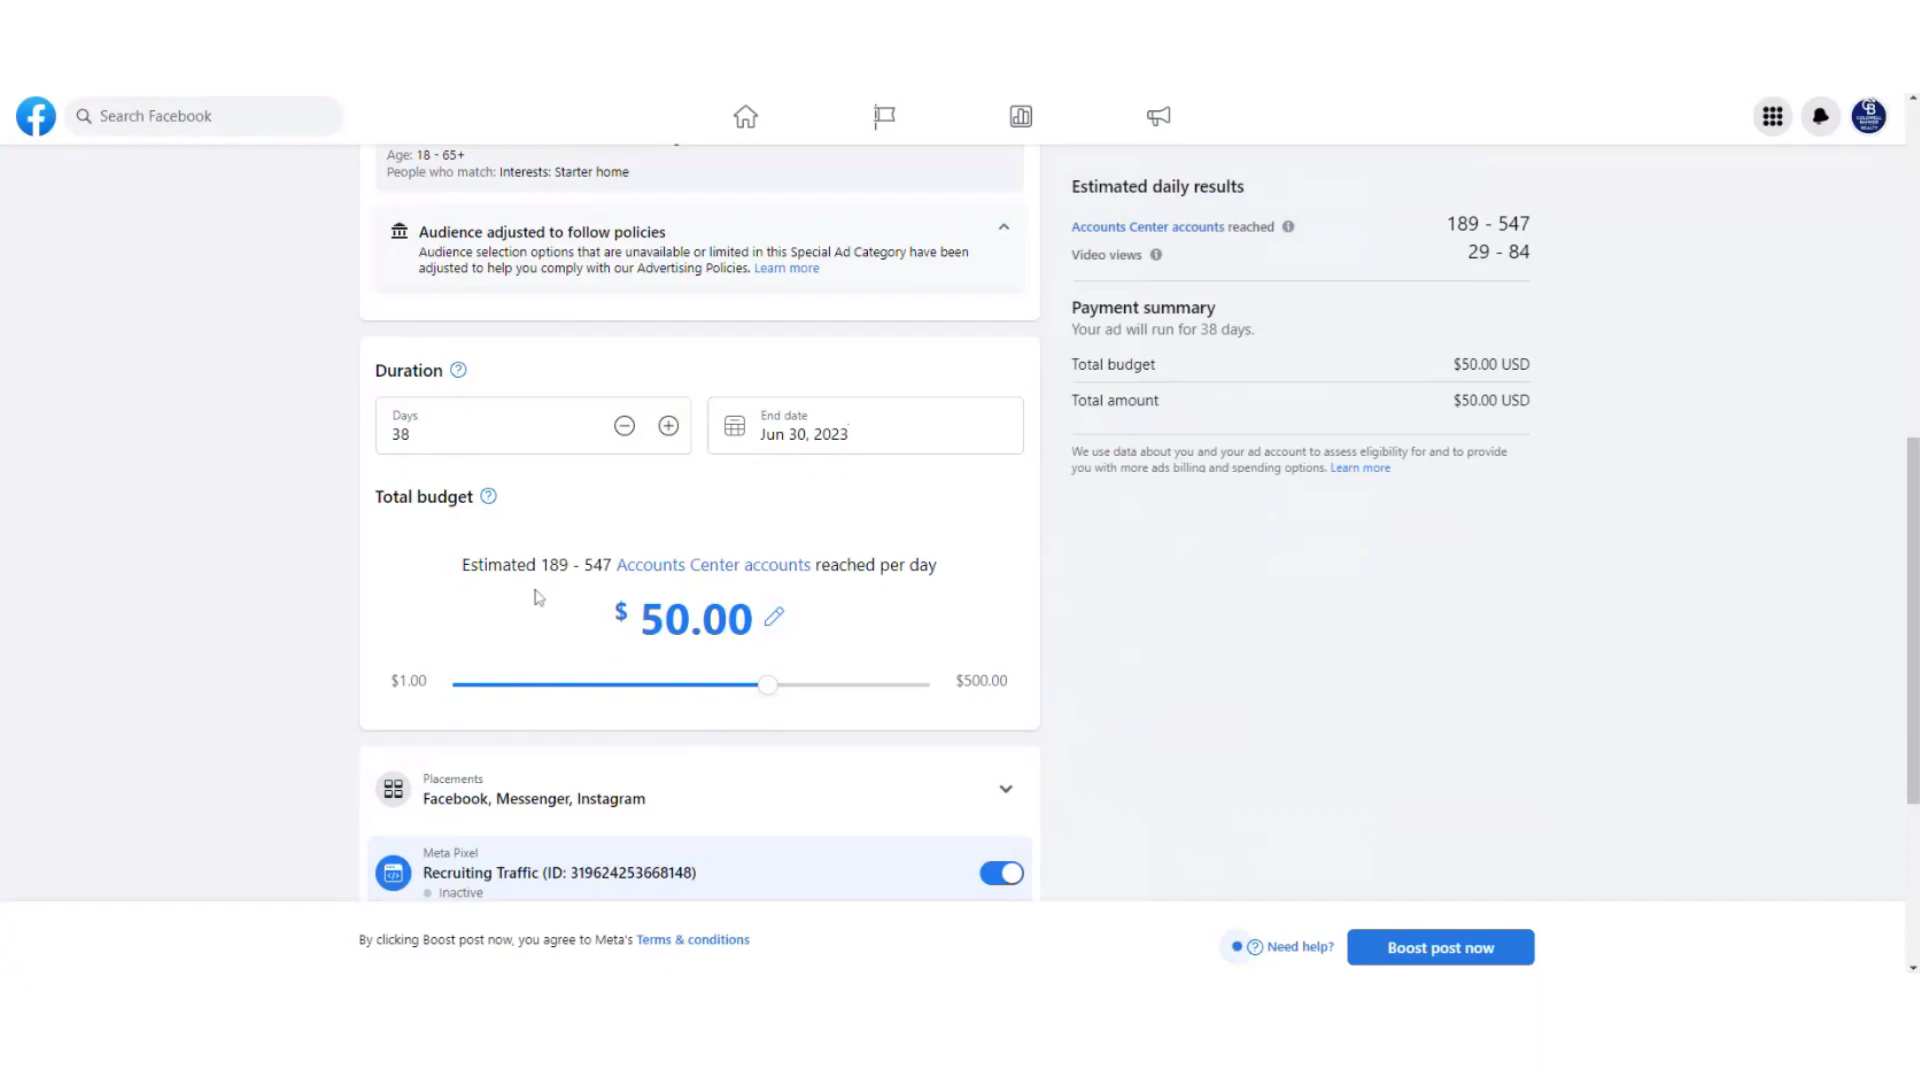 Search Facebook
Age: 18 - 65+
People who match: Interests: Starter home
Audience adjusted to follow policies
Audience selection options that are unavailable or limited in this Special Ad Category have been
adjusted to help you comply with our Advertising Policies. Learn more
Duration
Days
38
End date
Jun 30, 2023
Total budget
Estimated 189 - 547 Accounts Center accounts reached per day
$ 50.00
$1.00
$500.00
Placements
Facebook, Messenger, Instagram
Meta Pixel
Recruiting Traffic (ID: 319624253668148)
Inactive
Estimated daily results
Accounts Center accounts reached 189 - 547
Video views 29 - 84
Payment summary
Your ad will run for 38 days.
Total budget $50.00 USD
Total amount $50.00 USD
We use data about you and your ad account to assess eligibility for and to provide
you with more ads billing and spending options. Learn more
By clicking Boost post now, you agree to Meta's Terms & conditions
Need help?
Boost post now